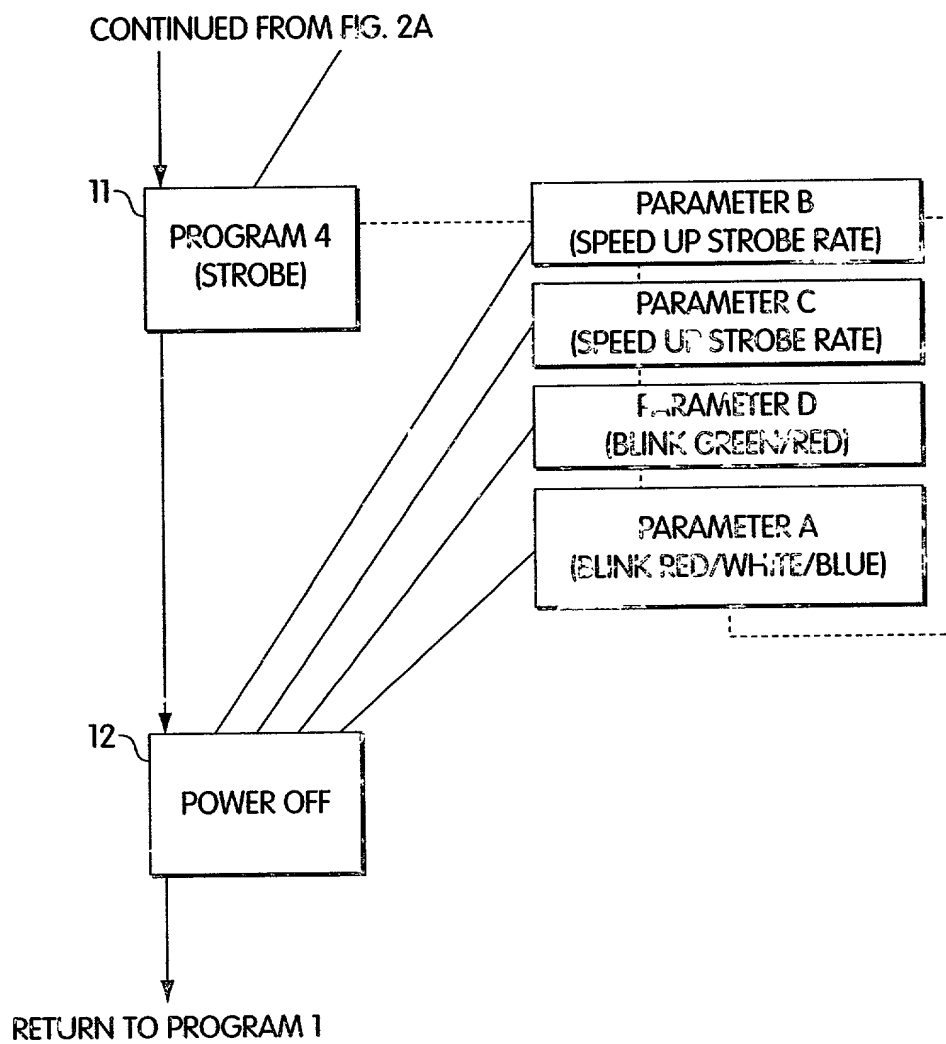 CONTINUED FROM FIG. 2A
11
PROGRAM 4
(STROBE)
PARAMETER B
(SPEED UP STROBE RATE)
PARAMETER C
(SPEED UP STROBE RATE)
PARAMETER D
(BLINK GREEN/RED)
PARAMETER A
(BLINK RED/WHITE/BLUE)
12
POWER OFF
RETURN TO PROGRAM 1